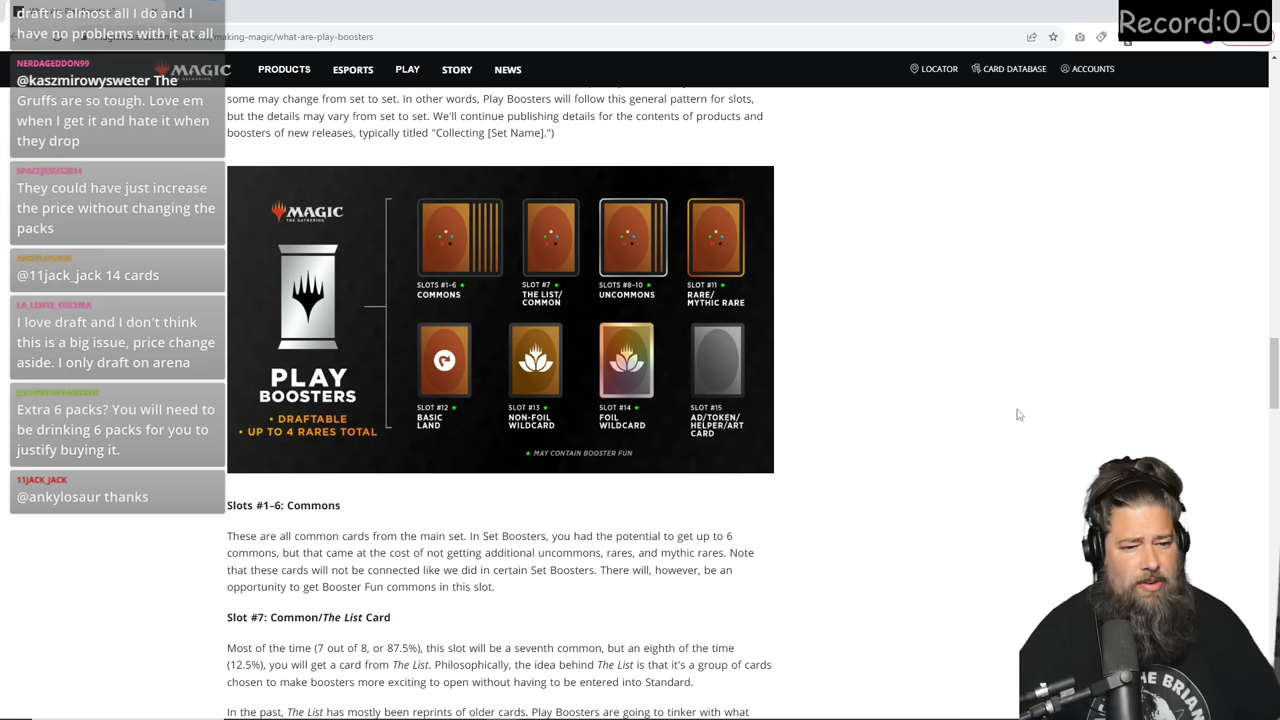 draft is almost all I do and I
have no problems with it at all
NERDAGEDDON99
@kaszmirowysweter The
Gruffs are so tough. Love em
when I get it and hate it when
they drop
They could have just increase
the price without changing the
packs
@11jack_jack 14 cards
LA_LENTE_OSCURA
I love draft and I don't think
this is a big issue, price change
aside. I only draft on arena
Extra 6 packs? You will need to
be drinking 6 packs for you to
justify buying it.
11JACK_JACK
@ankylosaur thanks
making-magic/what-are-play-boosters
Record:0-0
MAGIC
PRODUCTS
ESPORTS
PLAY
STORY
NEWS
LOCATOR
CARD DATABASE
ACCOUNTS
some may change from set to set. In other words, Play Boosters will follow this general pattern for slots,
but the details may vary from set to set. We'll continue publishing details for the contents of products and
boosters of new releases, typically titled "Collecting [Set Name].")
MAGIC
THE GATHERING
PLAY
BOOSTERS
• DRAFTABLE
• UP TO 4 RARES TOTAL
SLOTS #1-6
COMMONS
SLOT #7
THE LIST/
COMMON
SLOTS #8-10
UNCOMMONS
SLOT #11
RARE/
MYTHIC RARE
SLOT #12
BASIC
LAND
SLOT #13
NON-FOIL
WILDCARD
SLOT #14
FOIL
WILDCARD
SLOT #15
AD/TOKEN/
HELPER/ART
CARD
MAY CONTAIN BOOSTER FUN
Slots #1–6: Commons
These are all common cards from the main set. In Set Boosters, you had the potential to get up to 6
commons, but that came at the cost of not getting additional uncommons, rares, and mythic rares. Note
that these cards will not be connected like we did in certain Set Boosters. There will, however, be an
opportunity to get Booster Fun commons in this slot.
Slot #7: Common/The List Card
Most of the time (7 out of 8, or 87.5%), this slot will be a seventh common, but an eighth of the time
(12.5%), you will get a card from The List. Philosophically, the idea behind The List is that it's a group of cards
chosen to make boosters more exciting to open without having to be entered into Standard.
In the past, The List has mostly been reprints of older cards. Play Boosters are going to tinker with what
THE BRIAN